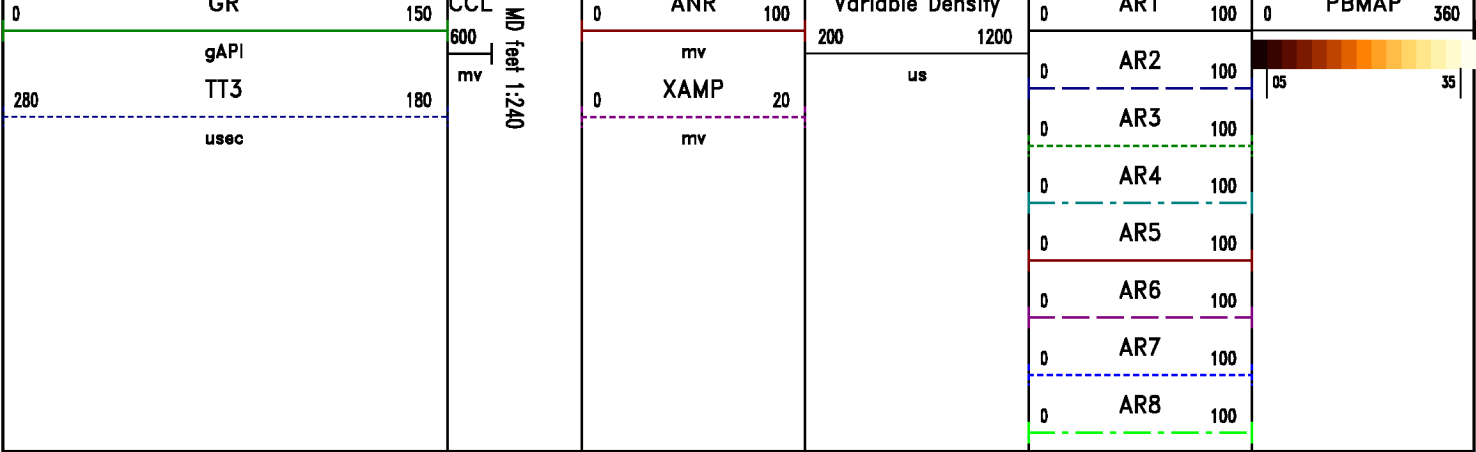 GR
0 150
gAPI
TT3
280 180
usec
CCL
600
mv
MD feet 1:240
ANR
0 100
mv
XAMP
0 20
mv
Variable Density
200 1200
us
AR1
0 100
AR2
0 100
AR3
0 100
AR4
0 100
AR5
0 100
AR6
0 100
AR7
0 100
AR8
0 100
PBMAP
0 360
05 35